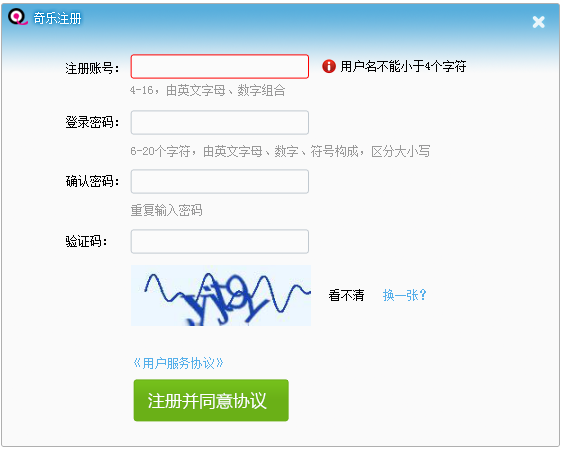 奇乐注册
注册账号： 用户名不能小于4个字符
4-16，由英文字母、数字组合
登录密码：
6-20个字符，由英文字母、数字、符号构成，区分大小写
确认密码：
重复输入密码
验证码：
看不清 换一张?
《用户服务协议》
注册并同意协议